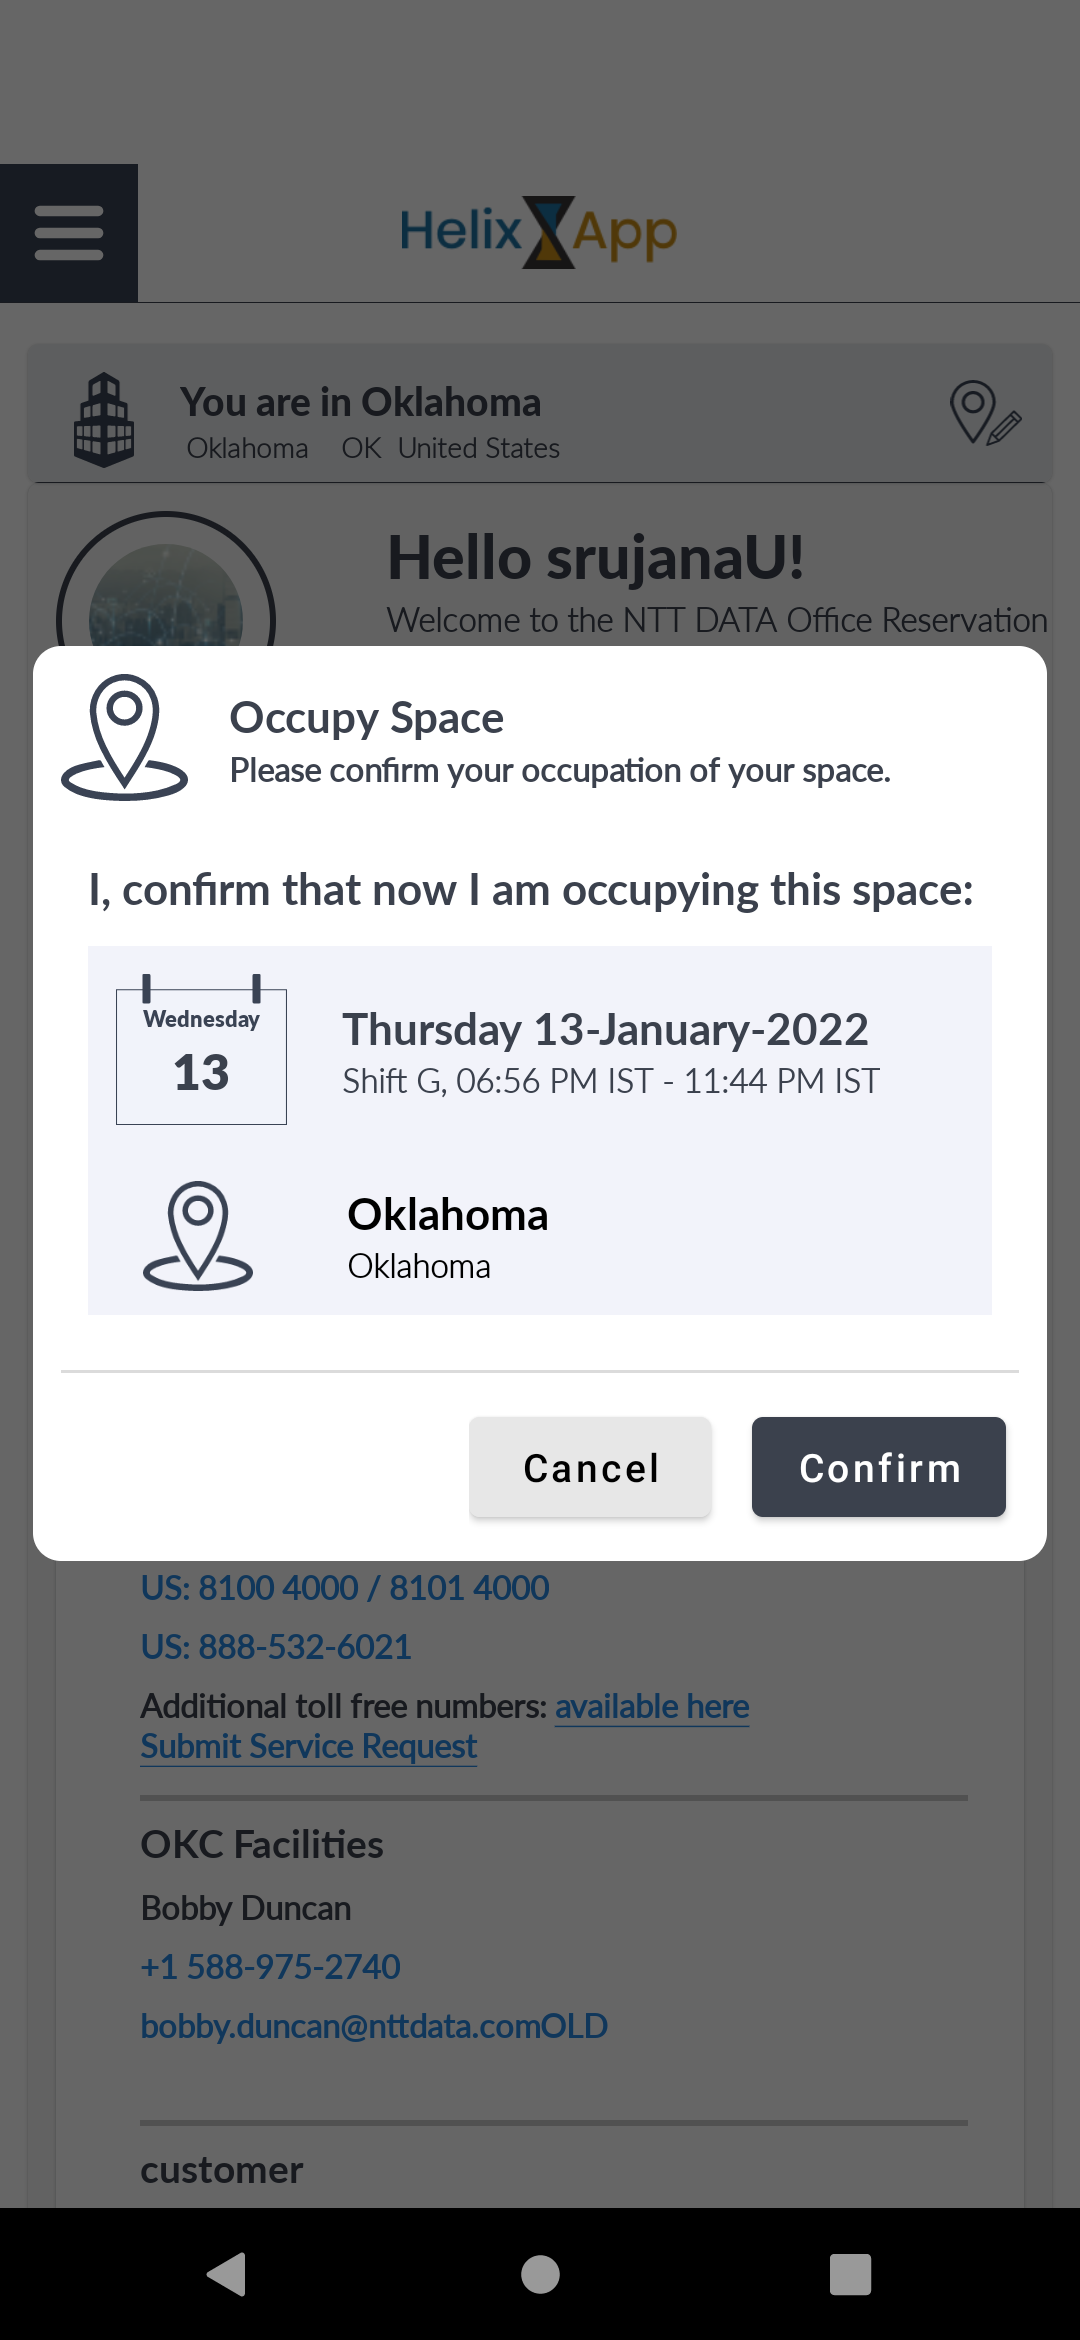 Helix App
You are in Oklahoma
Oklahoma OK United States
Hello srujanaU!
Welcome to the NTT DATA Office Reservation
Occupy Space
Please confirm your occupation of your space.
I, confirm that now I am occupying this space:
Wednesday
13
Thursday 13-January-2022
Shift G, 06:56 PM IST - 11:44 PM IST
Oklahoma
Oklahoma
Cancel
Confirm
US: 8100 4000 / 8101 4000
US: 888-532-6021
Additional toll free numbers: available here
Submit Service Request
OKC Facilities
Bobby Duncan
+1 588-975-2740
bobby.duncan@nttdata.comOLD
customer